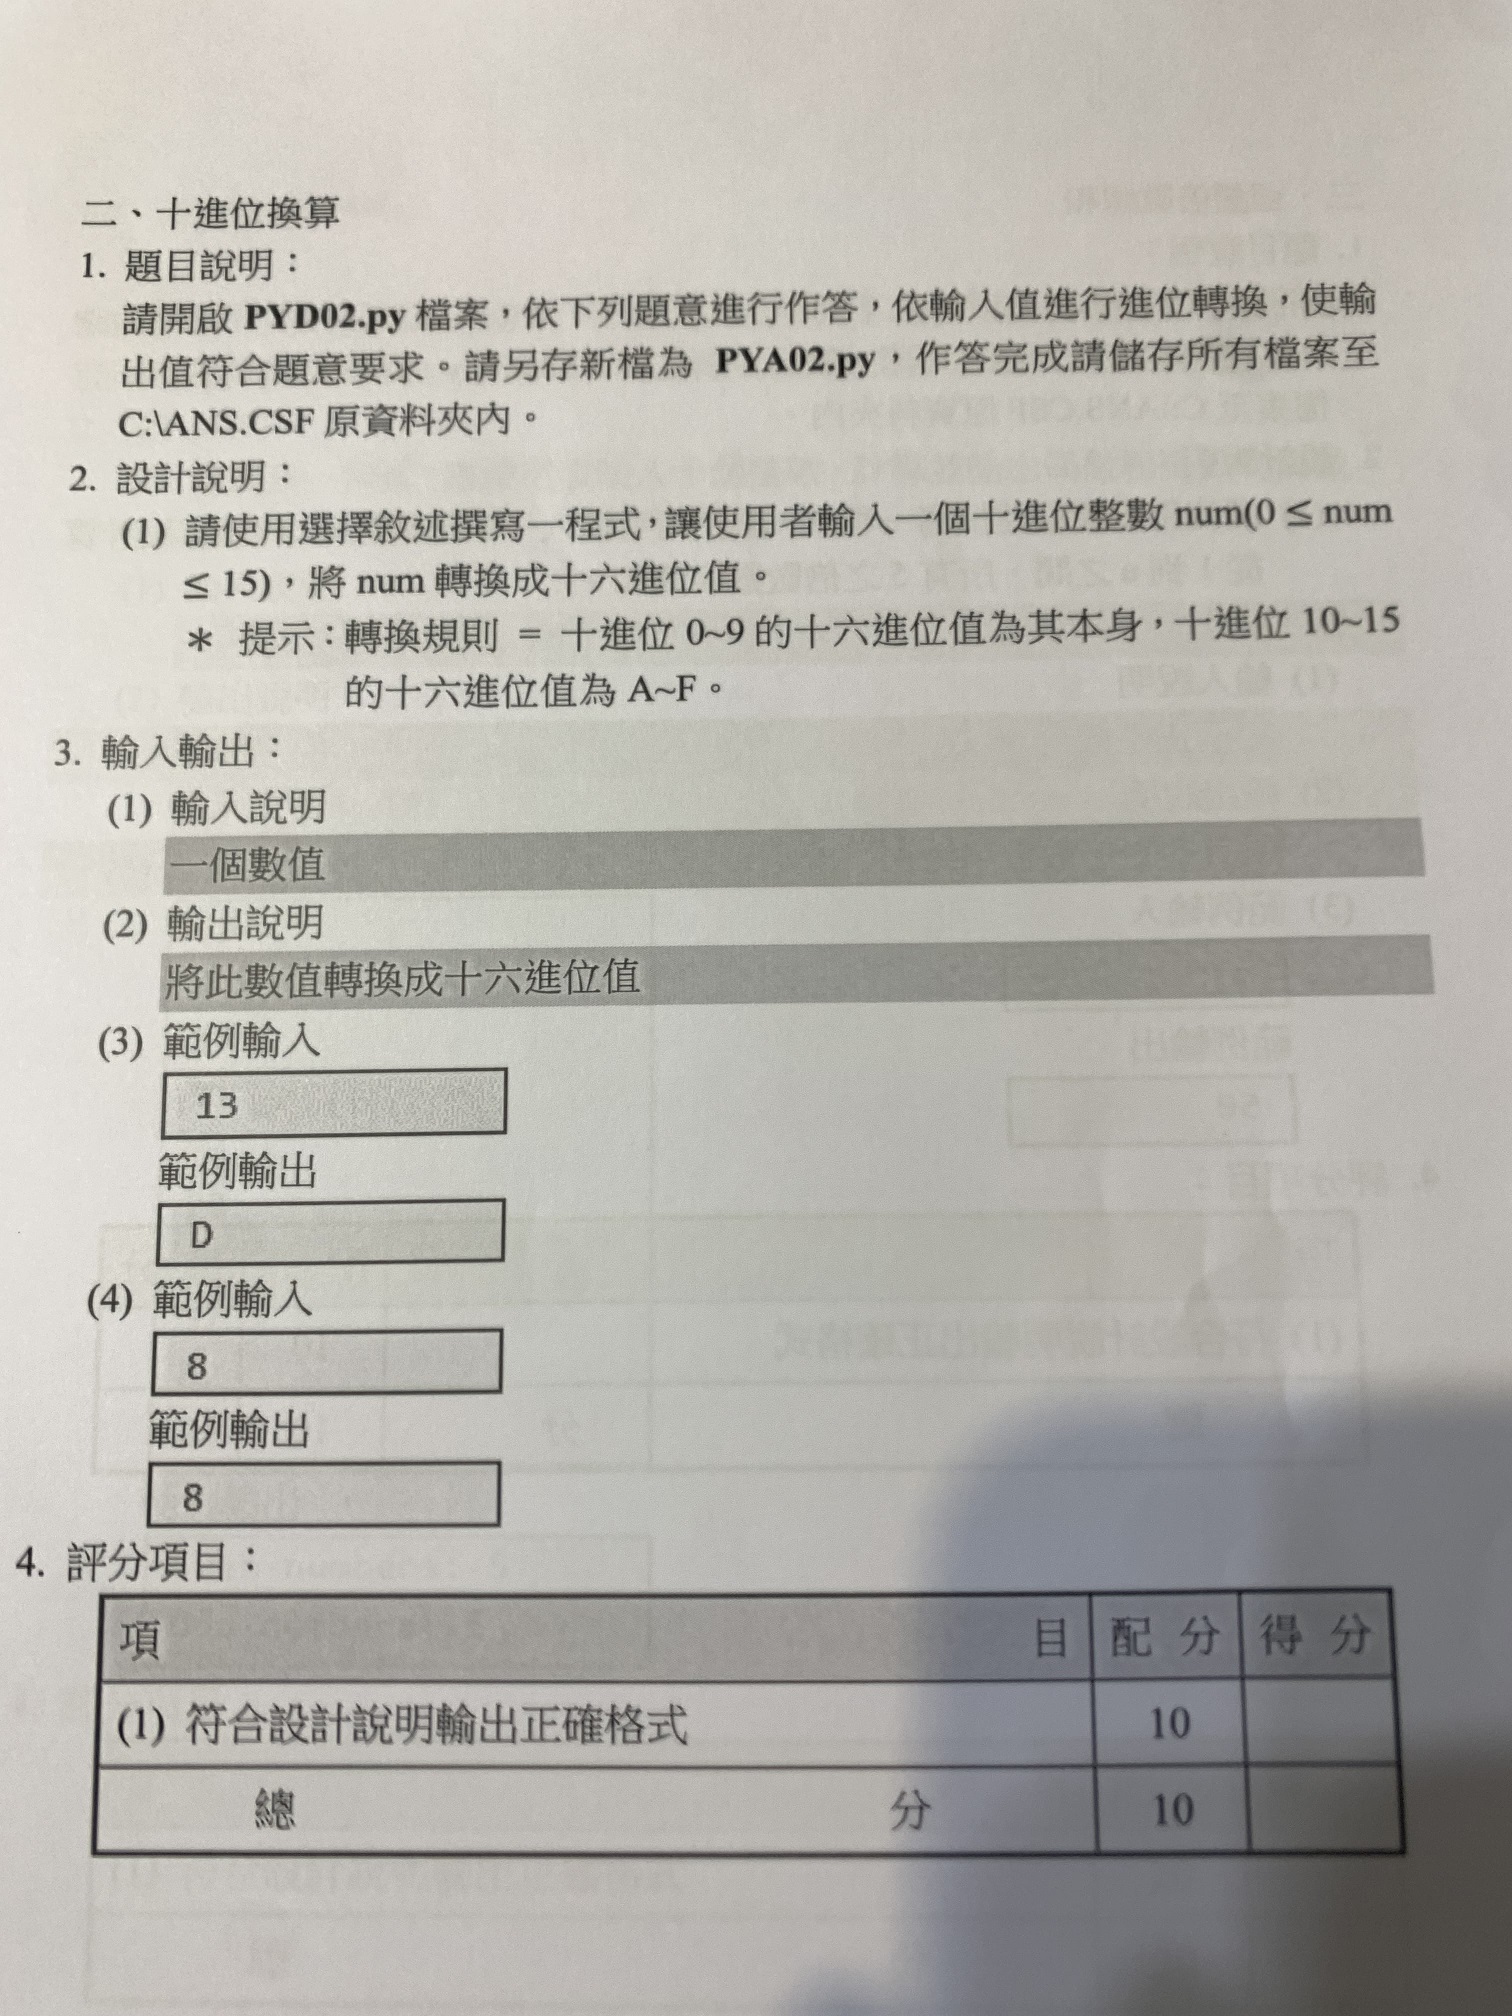 二、十進位換算
1. 題目說明：
請開啟 PYD02.py 檔案，依下列題意進行作答，依輸入值進行進位轉換，使輸
出值符合題意要求。請另存新檔為 PYA02.py，作答完成請儲存所有檔案至
C:\ANS.CSF 原資料夾內。
2. 設計說明：
(1) 請使用選擇敘述撰寫一程式，讓使用者輸入一個十進位整數 num(0 ≤ num
≤ 15)，將 num 轉換成十六進位值。
* 提示：轉換規則 = 十進位 0~9 的十六進位值為其本身，十進位 10~15
的十六進位值為 A~F。
3. 輸入輸出：
(1) 輸入說明
一個數值
(2) 輸出說明
將此數值轉換成十六進位值
(3) 範例輸入
13
範例輸出
D
(4) 範例輸入
8
範例輸出
8
4. 評分項目：
項 目 配 分 得 分
(1) 符合設計說明輸出正確格式 10
總 分 10